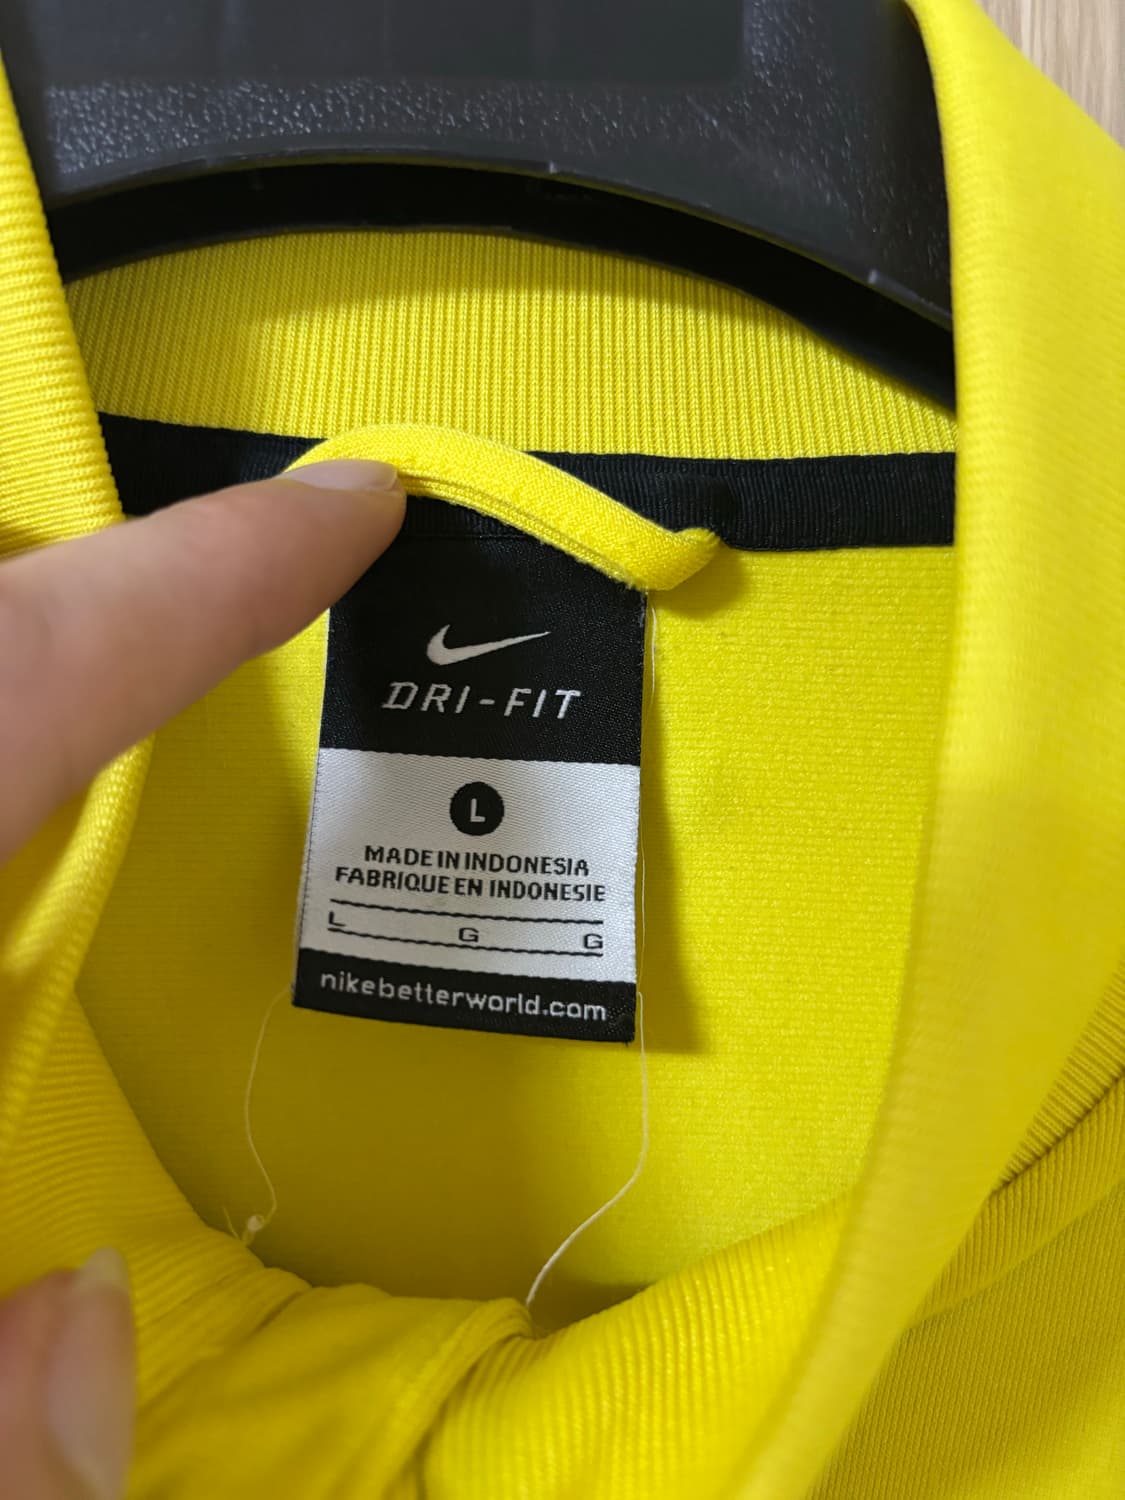 DRI-FIT
L
MADE IN INDONESIA
FABRIQUE EN INDONESIE
L G G
nikebetterworld.com